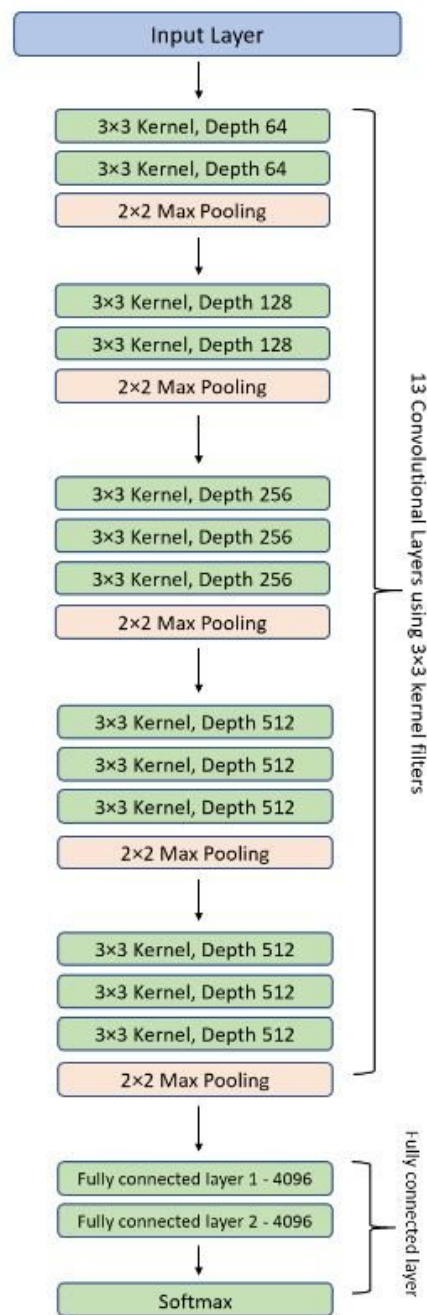 Input Layer
3×3 Kernel, Depth 64
3×3 Kernel, Depth 64
2×2 Max Pooling
3×3 Kernel, Depth 128
3×3 Kernel, Depth 128
2×2 Max Pooling
3×3 Kernel, Depth 256
3×3 Kernel, Depth 256
3×3 Kernel, Depth 256
2×2 Max Pooling
3×3 Kernel, Depth 512
3×3 Kernel, Depth 512
3×3 Kernel, Depth 512
2×2 Max Pooling
3×3 Kernel, Depth 512
3×3 Kernel, Depth 512
3×3 Kernel, Depth 512
2×2 Max Pooling
13 Convolutional Layers using 3×3 kernel filters
Fully connected layer 1 - 4096
Fully connected layer 2 - 4096
Softmax
Fully connected
layer